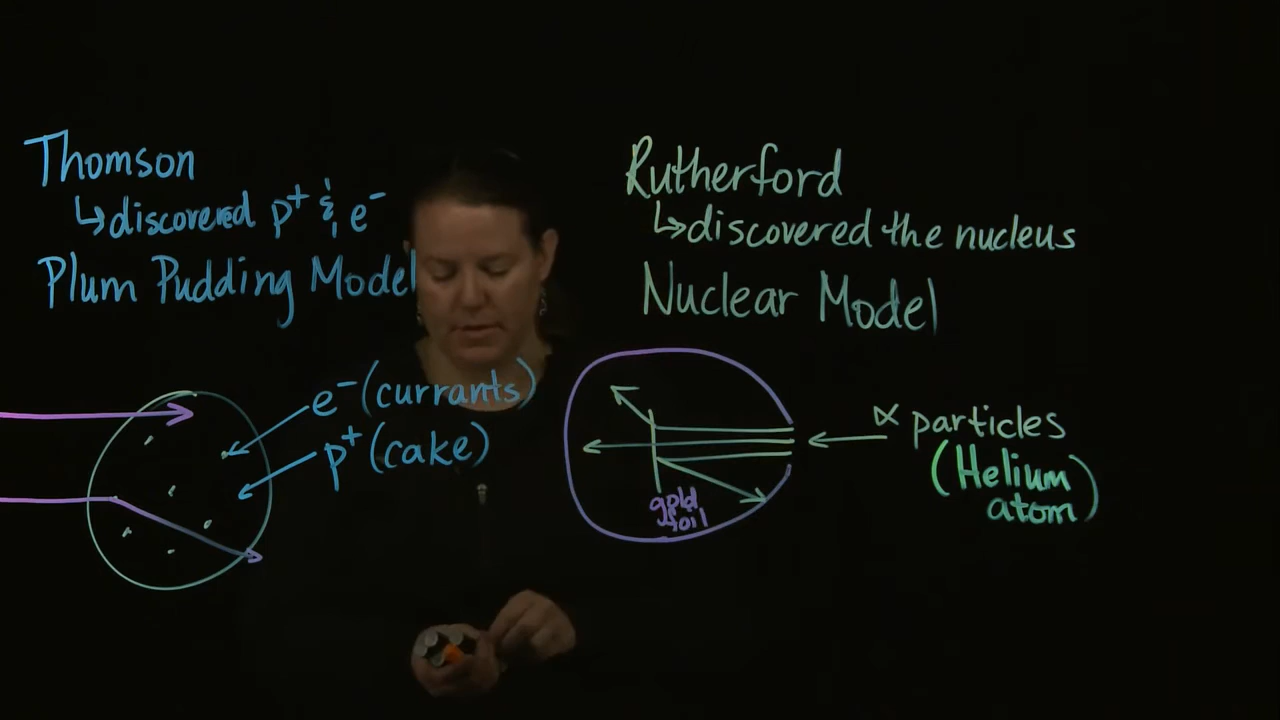 Thomson
↳discovered p⁺ & e⁻
Plum Pudding Model
e⁻(currants)
p⁺(cake)
Rutherford
↳discovered the nucleus
Nuclear Model
gold
foil
∝ particles
(Helium
atom)